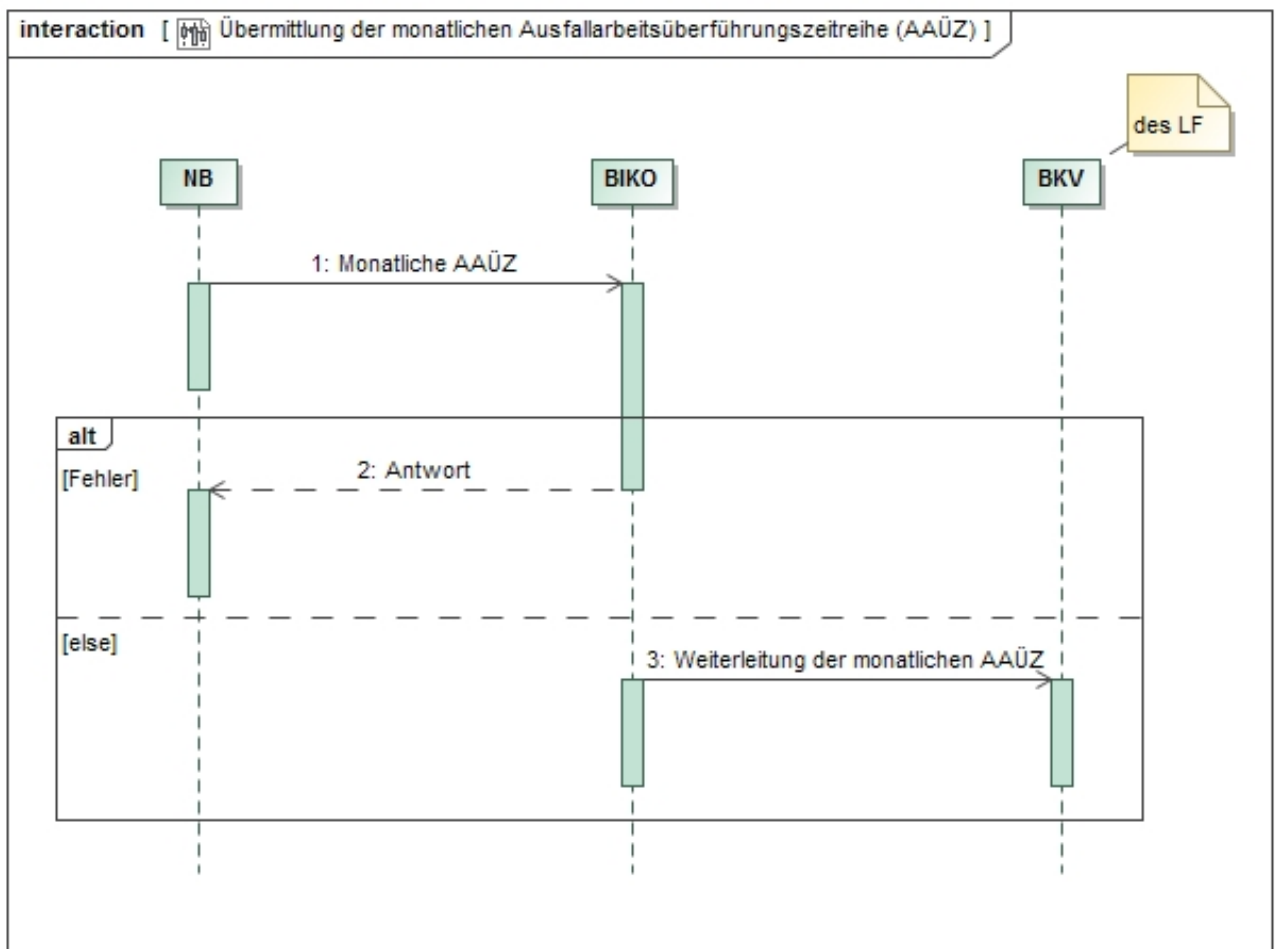 interaction [ Übermittlung der monatlichen Ausfallarbeitsüberführungszeitreihe (AAÜZ) ]
des LF
NB
BIKO
BKV
1: Monatliche AAÜZ
alt
[Fehler]
2: Antwort
[else]
3: Weiterleitung der monatlichen AAÜZ